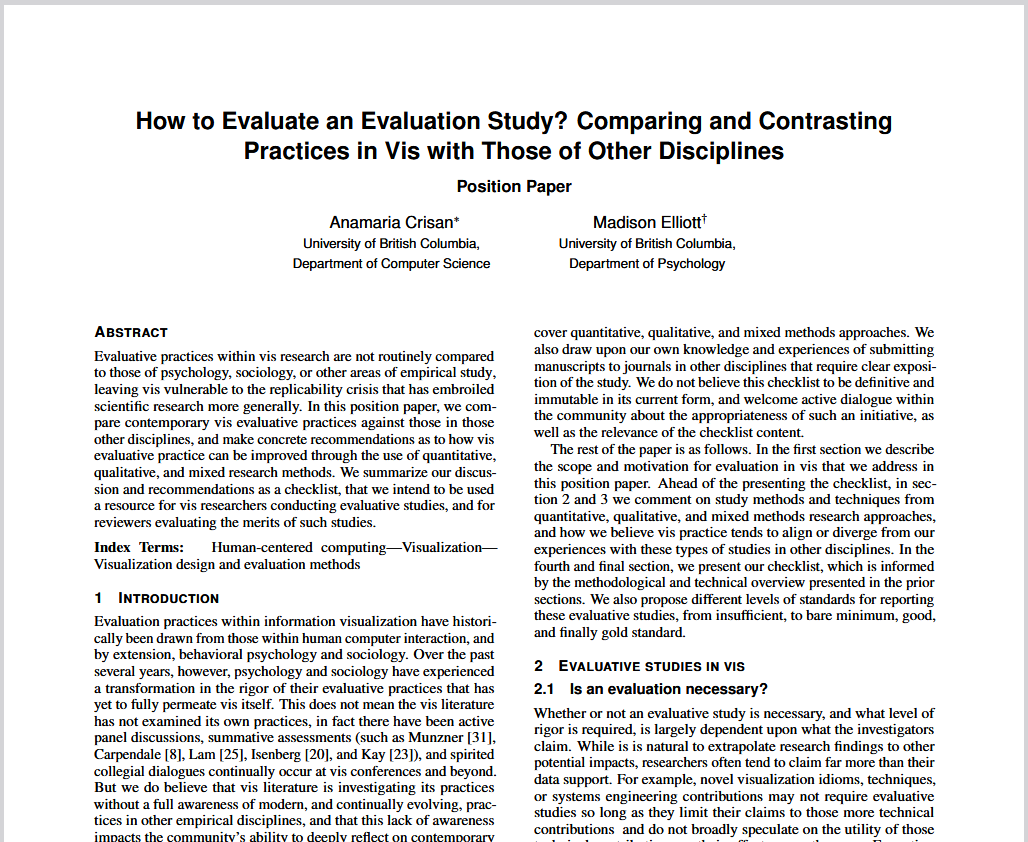 How to Evaluate an Evaluation Study? Comparing and Contrasting
Practices in Vis with Those of Other Disciplines
Position Paper
Anamaria Crisan*
University of British Columbia,
Department of Computer Science
Madison Elliott†
University of British Columbia,
Department of Psychology
ABSTRACT
Evaluative practices within vis research are not routinely compared
to those of psychology, sociology, or other areas of empirical study,
leaving vis vulnerable to the replicability crisis that has embroiled
scientific research more generally. In this position paper, we com-
pare contemporary vis evaluative practices against those in those
other disciplines, and make concrete recommendations as to how vis
evaluative practice can be improved through the use of quantitative,
qualitative, and mixed research methods. We summarize our discus-
sion and recommendations as a checklist, that we intend to be used
a resource for vis researchers conducting evaluative studies, and for
reviewers evaluating the merits of such studies.
Index Terms: Human-centered computing—Visualization—
Visualization design and evaluation methods
1 INTRODUCTION
Evaluation practices within information visualization have histori-
cally been drawn from those within human computer interaction, and
by extension, behavioral psychology and sociology. Over the past
several years, however, psychology and sociology have experienced
a transformation in the rigor of their evaluative practices that has
yet to fully permeate vis itself. This does not mean the vis literature
has not examined its own practices, in fact there have been active
panel discussions, summative assessments (such as Munzner [31],
Carpendale [8], Lam [25], Isenberg [20], and Kay [23]), and spirited
collegial dialogues continually occur at vis conferences and beyond.
But we do believe that vis literature is investigating its practices
without a full awareness of modern, and continually evolving, prac-
tices in other empirical disciplines, and that this lack of awareness
impacts the community's ability to deeply reflect on contemporary
cover quantitative, qualitative, and mixed methods approaches. We
also draw upon our own knowledge and experiences of submitting
manuscripts to journals in other disciplines that require clear exposi-
tion of the study. We do not believe this checklist to be definitive and
immutable in its current form, and welcome active dialogue within
the community about the appropriateness of such an initiative, as
well as the relevance of the checklist content.
The rest of the paper is as follows. In the first section we describe
the scope and motivation for evaluation in vis that we address in
this position paper. Ahead of the presenting the checklist, in sec-
tion 2 and 3 we comment on study methods and techniques from
quantitative, qualitative, and mixed methods research approaches,
and how we believe vis practice tends to align or diverge from our
experiences with these types of studies in other disciplines. In the
fourth and final section, we present our checklist, which is informed
by the methodological and technical overview presented in the prior
sections. We also propose different levels of standards for reporting
these evaluative studies, from insufficient, to bare minimum, good,
and finally gold standard.
2 EVALUATIVE STUDIES IN VIS
2.1 Is an evaluation necessary?
Whether or not an evaluative study is necessary, and what level of
rigor is required, is largely dependent upon what the investigators
claim. While is is natural to extrapolate research findings to other
potential impacts, researchers often tend to claim far more than their
data support. For example, novel visualization idioms, techniques,
or systems engineering contributions may not require evaluative
studies so long as they limit their claims to those more technical
contributions and do not broadly speculate on the utility of those